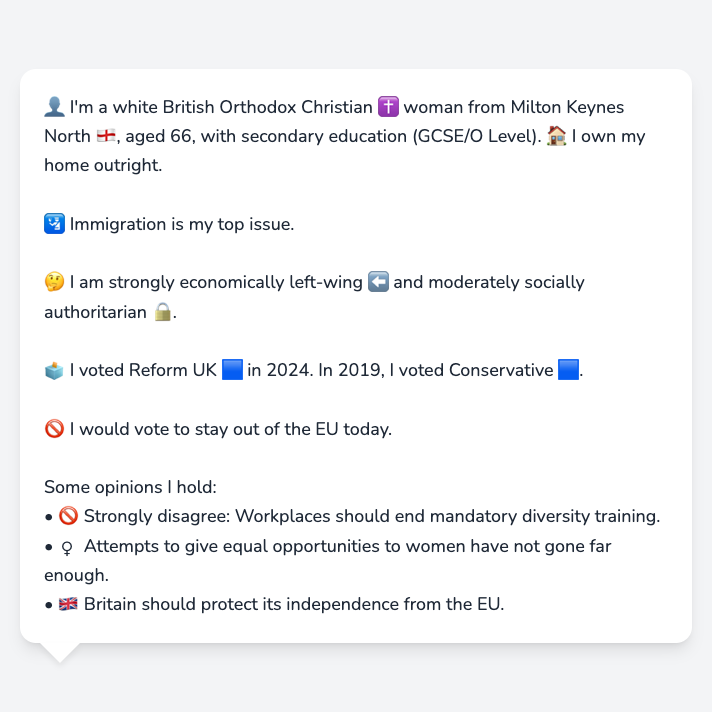 👤 I'm a white British Orthodox Christian ✝️ woman from Milton Keynes
North 🏴󠁧󠁢󠁥󠁮󠁧󠁿, aged 66, with secondary education (GCSE/O Level). 🏠 I own my
home outright.
🛂 Immigration is my top issue.
🤔 I am strongly economically left-wing ⬅️ and moderately socially
authoritarian 🔒.
🗳️ I voted Reform UK 🟦 in 2024. In 2019, I voted Conservative 🟦.
🚫 I would vote to stay out of the EU today.
Some opinions I hold:
• 🚫 Strongly disagree: Workplaces should end mandatory diversity training.
• ♀ Attempts to give equal opportunities to women have not gone far
enough.
• 🇬🇧 Britain should protect its independence from the EU.